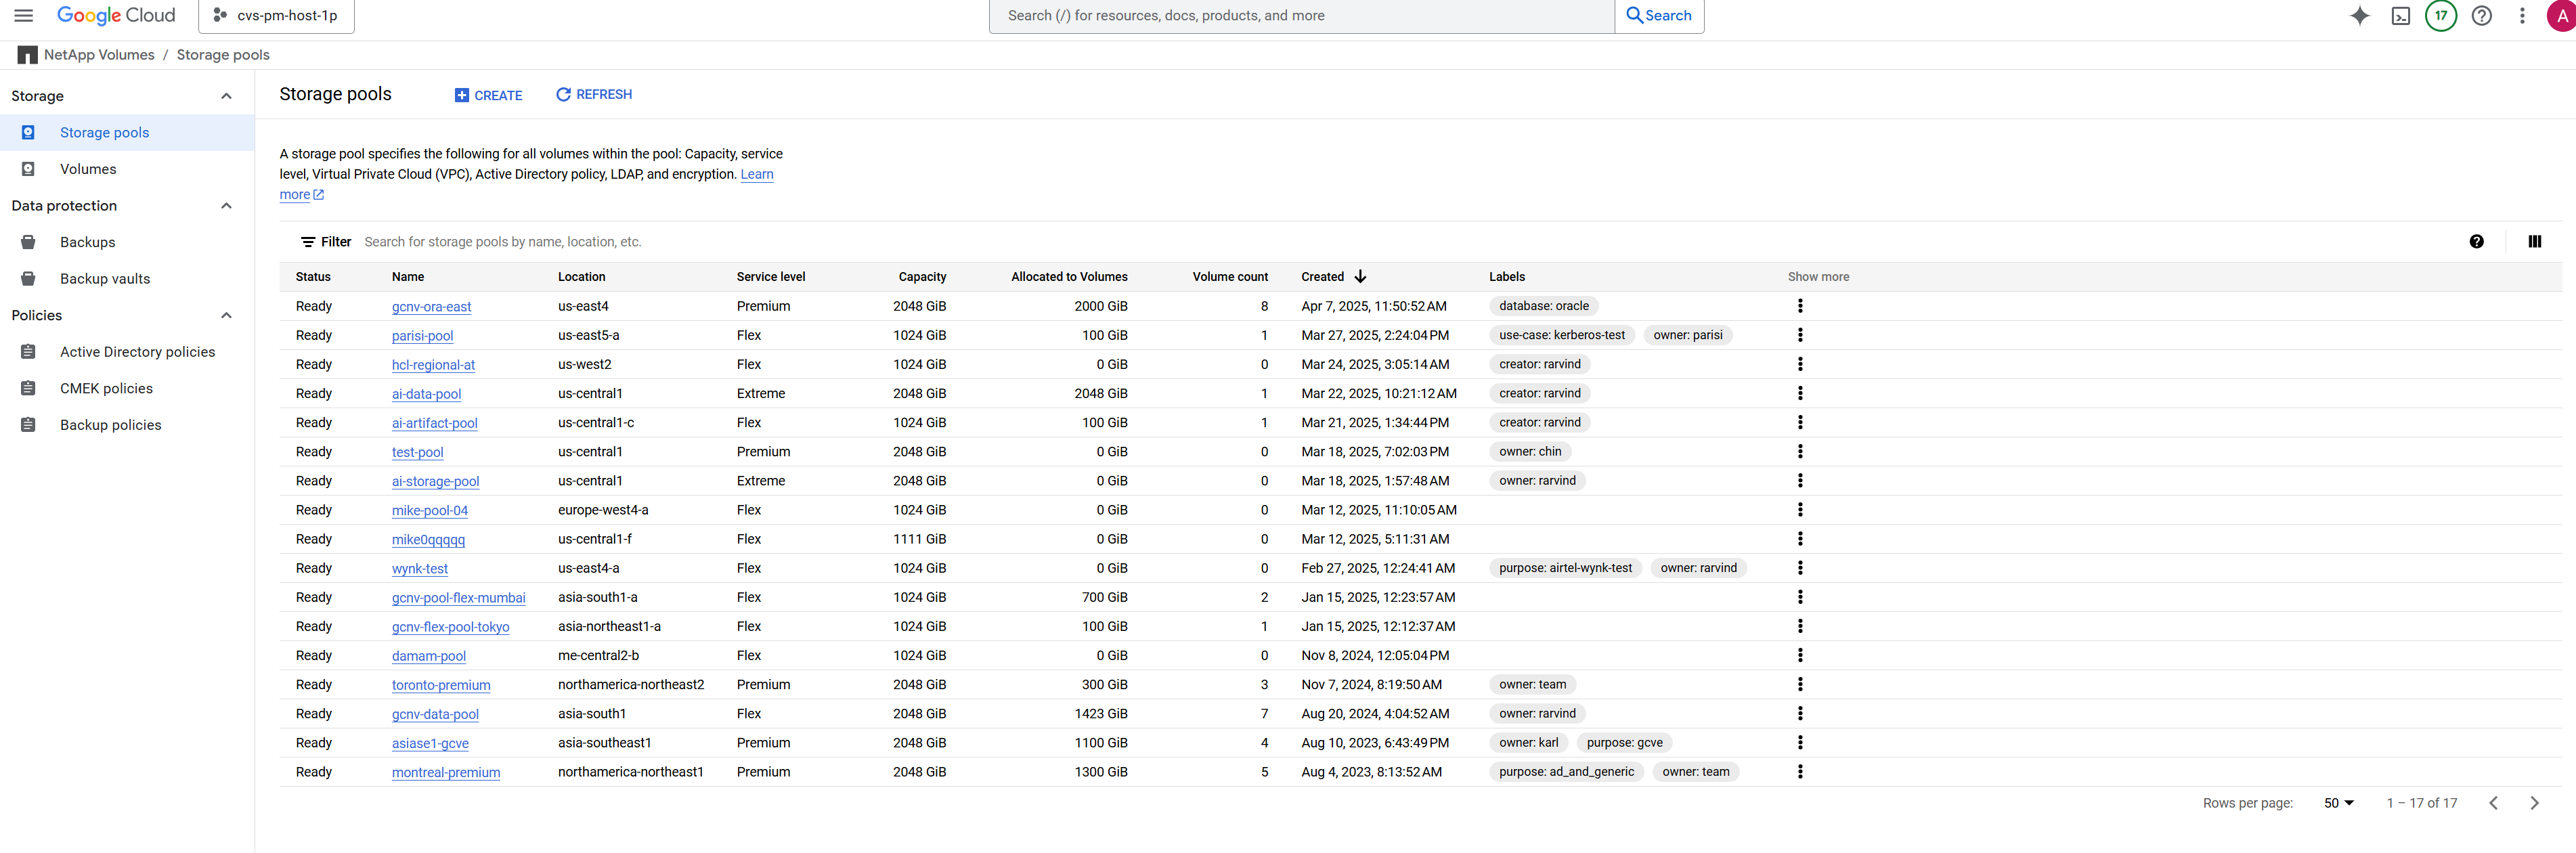 Google Cloud
cvs-pm-host-1p
Search (/) for resources, docs, products, and more
Search
17
A
NetApp Volumes / Storage pools
Storage
Storage pools
Volumes
Data protection
Backups
Backup vaults
Policies
Active Directory policies
CMEK policies
Backup policies
Storage pools CREATE REFRESH
A storage pool specifies the following for all volumes within the pool: Capacity, service
level, Virtual Private Cloud (VPC), Active Directory policy, LDAP, and encryption. Learn
more
Filter Search for storage pools by name, location, etc.
Status Name Location Service level Capacity Allocated to Volumes Volume count Created Labels Show more
Ready gcnv-ora-east us-east4 Premium 2048 GiB 2000 GiB 8 Apr 7, 2025, 11:50:52 AM database: oracle
Ready parisi-pool us-east5-a Flex 1024 GiB 100 GiB 1 Mar 27, 2025, 2:24:04 PM use-case: kerberos-test owner: parisi
Ready hcl-regional-at us-west2 Flex 1024 GiB 0 GiB 0 Mar 24, 2025, 3:05:14 AM creator: rarvind
Ready ai-data-pool us-central1 Extreme 2048 GiB 2048 GiB 1 Mar 22, 2025, 10:21:12 AM creator: rarvind
Ready ai-artifact-pool us-central1-c Flex 1024 GiB 100 GiB 1 Mar 21, 2025, 1:34:44 PM creator: rarvind
Ready test-pool us-central1 Premium 2048 GiB 0 GiB 0 Mar 18, 2025, 7:02:03 PM owner: chin
Ready ai-storage-pool us-central1 Extreme 2048 GiB 0 GiB 0 Mar 18, 2025, 1:57:48 AM owner: rarvind
Ready mike-pool-04 europe-west4-a Flex 1024 GiB 0 GiB 0 Mar 12, 2025, 11:10:05 AM
Ready mike0qqqqq us-central1-f Flex 1111 GiB 0 GiB 0 Mar 12, 2025, 5:11:31 AM
Ready wynk-test us-east4-a Flex 1024 GiB 0 GiB 0 Feb 27, 2025, 12:24:41 AM purpose: airtel-wynk-test owner: rarvind
Ready gcnv-pool-flex-mumbai asia-south1-a Flex 1024 GiB 700 GiB 2 Jan 15, 2025, 12:23:57 AM
Ready gcnv-flex-pool-tokyo asia-northeast1-a Flex 1024 GiB 100 GiB 1 Jan 15, 2025, 12:12:37 AM
Ready damam-pool me-central2-b Flex 1024 GiB 0 GiB 0 Nov 8, 2024, 12:05:04 PM
Ready toronto-premium northamerica-northeast2 Premium 2048 GiB 300 GiB 3 Nov 7, 2024, 8:19:50 AM owner: team
Ready gcnv-data-pool asia-south1 Flex 2048 GiB 1423 GiB 7 Aug 20, 2024, 4:04:52 AM owner: rarvind
Ready asiase1-gcve asia-southeast1 Premium 2048 GiB 1100 GiB 4 Aug 10, 2023, 6:43:49 PM owner: karl purpose: gcve
Ready montreal-premium northamerica-northeast1 Premium 2048 GiB 1300 GiB 5 Aug 4, 2023, 8:13:52 AM purpose: ad_and_generic owner: team
Rows per page: 50 1 – 17 of 17